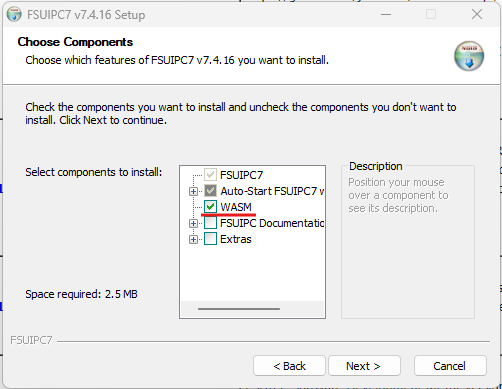 FSUIPC7 v7.4.16 Setup
Choose Components
Choose which features of FSUIPC7 v7.4.16 you want to install.
Check the components you want to install and uncheck the components you don't want to
install. Click Next to continue.
Select components to install:
FSUIPC7
Auto-Start FSUIPC7 w
WASM
FSUIPC Documentatio
Extras
Description
Position your mouse
over a component to
see its description.
Space required: 2.5 MB
FSUIPC7
< Back
Next >
Cancel